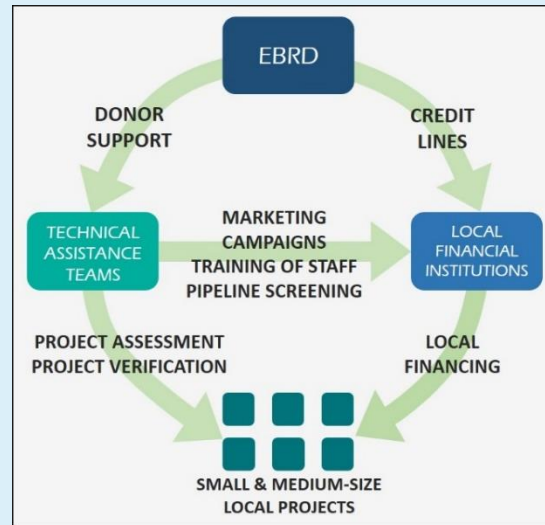 EBRD
DONOR
SUPPORT
CREDIT
LINES
TECHNICAL
ASSISTANCE
TEAMS
MARKETING
CAMPAIGNS
TRAINING OF STAFF
PIPELINE SCREENING
LOCAL
FINANCIAL
INSTITUTIONS
PROJECT ASSESSMENT
PROJECT VERIFICATION
LOCAL
FINANCING
SMALL & MEDIUM-SIZE
LOCAL PROJECTS